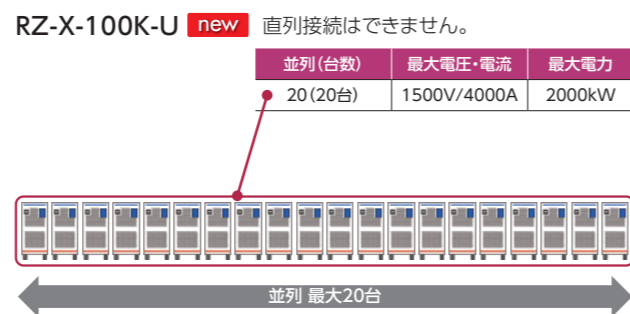 RZ-X-100K-U new 直列接続はできません。
並列(台数) 最大電圧・電流 最大電力
20(20台) 1500V/4000A 2000kW
並列 最大20台